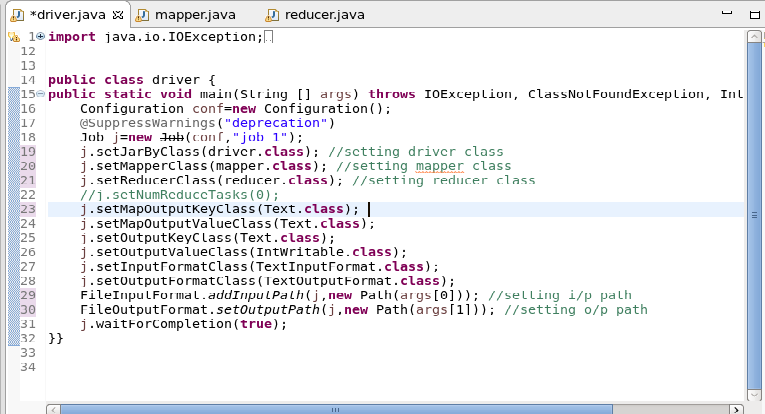 *driver.java mapper.java reducer.java
1 import java.io.IOException;
12
13
14 public class driver {
15 public static void main(String [] args) throws IOException, ClassNotFoundException, Int
16 Configuration conf=new Configuration();
17 @SuppressWarnings("deprecation")
18 Job j=new Job(conf,"job 1");
19 j.setJarByClass(driver.class); //setting driver class
20 j.setMapperClass(mapper.class); //setting mapper class
21 j.setReducerClass(reducer.class); //setting reducer class
22 //j.setNumReduceTasks(0);
23 j.setMapOutputKeyClass(Text.class);
24 j.setMapOutputValueClass(Text.class);
25 j.setOutputKeyClass(Text.class);
26 j.setOutputValueClass(IntWritable.class);
27 j.setInputFormatClass(TextInputFormat.class);
28 j.setOutputFormatClass(TextOutputFormat.class);
29 FileInputFormat.addInputPath(j,new Path(args[0])); //setting i/p path
30 FileOutputFormat.setOutputPath(j,new Path(args[1])); //setting o/p path
31 j.waitForCompletion(true);
32 }}
33
34